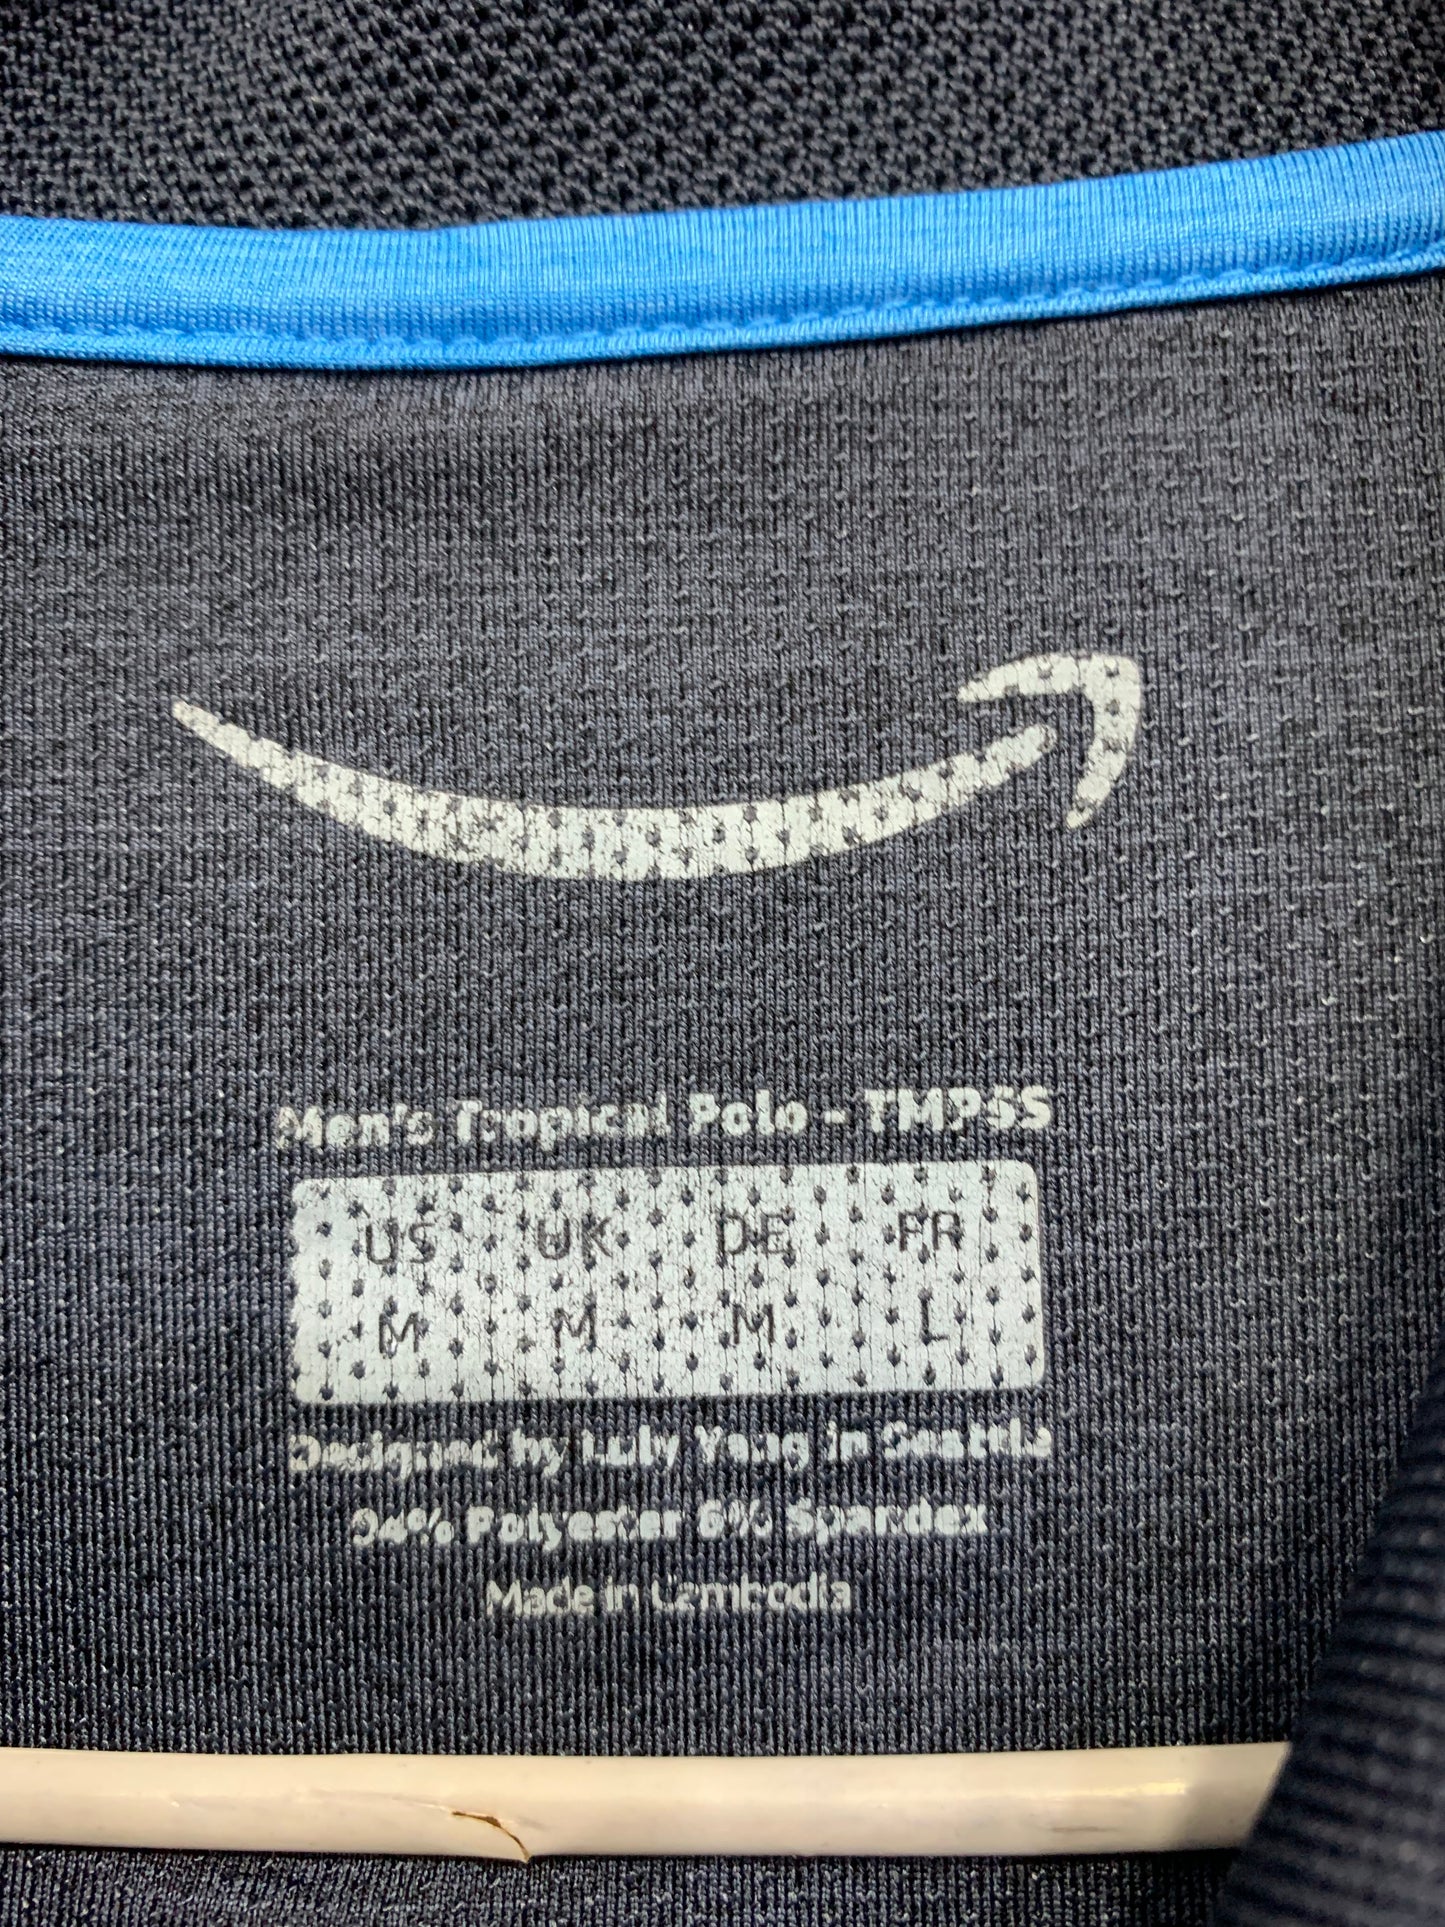 Men's Tropical Polo - TMP5S
US UK DE FR
M M M L
Designed by Luly Yang in Seattle
94% Polyester 6% Spandex
Made in Cambodia